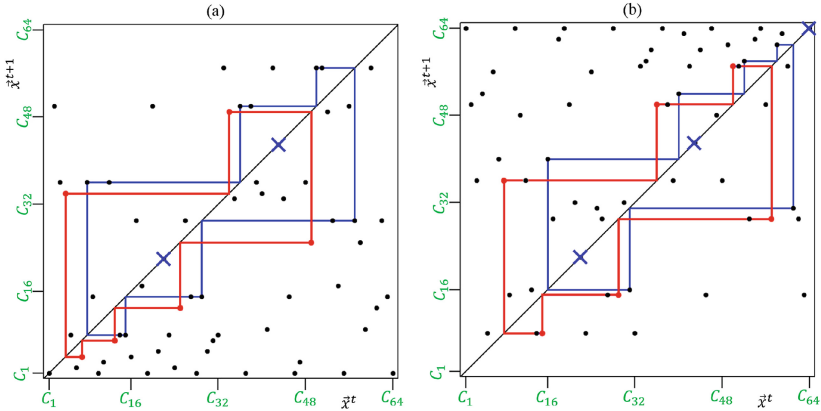 (a)
C₆₄
C₄₈
C₃₂
C₁₆
C₁
x⃗ᵗ⁺¹
C₁ C₁₆ C₃₂ C₄₈ x⃗ᵗ C₆₄
(b)
C₆₄
C₄₈
C₃₂
C₁₆
C₁
x⃗ᵗ⁺¹
C₁ C₁₆ C₃₂ C₄₈ x⃗ᵗ C₆₄